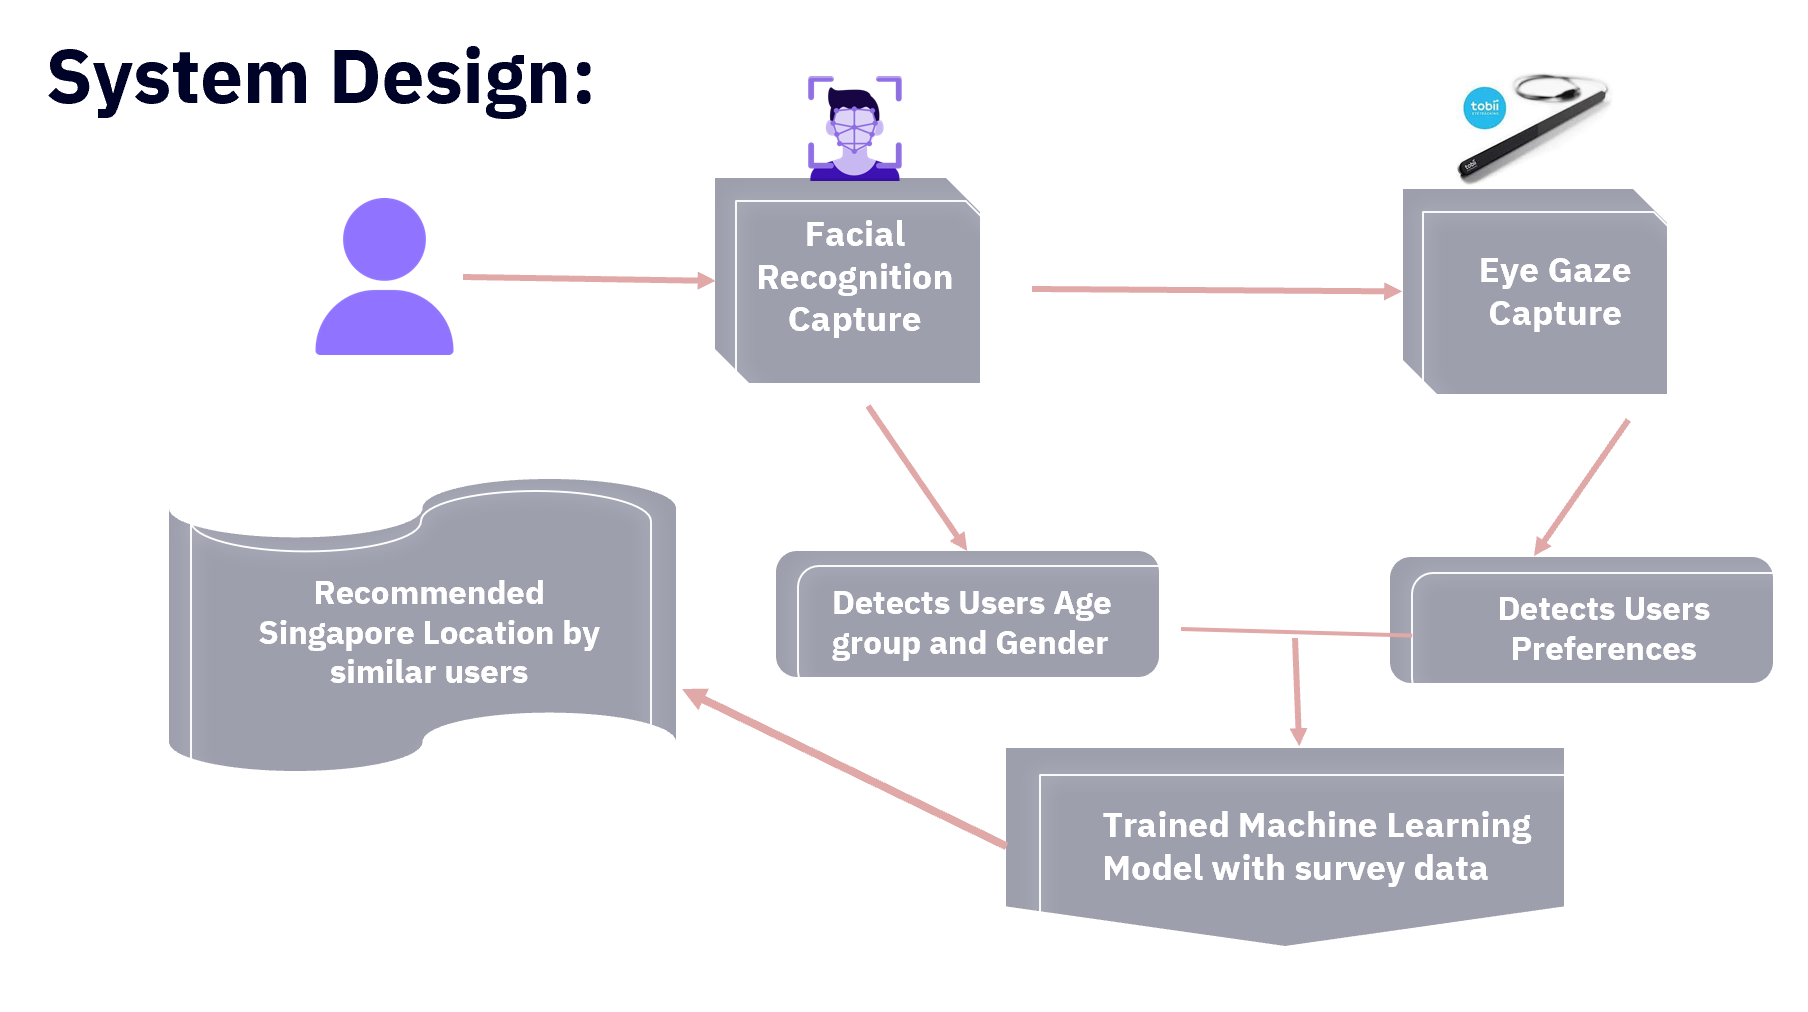 System Design:
tobii
tobii
Facial
Recognition
Capture
Eye Gaze
Capture
Recommended
Singapore Location by
similar users
Detects Users Age
group and Gender
Detects Users
Preferences
Trained Machine Learning
Model with survey data